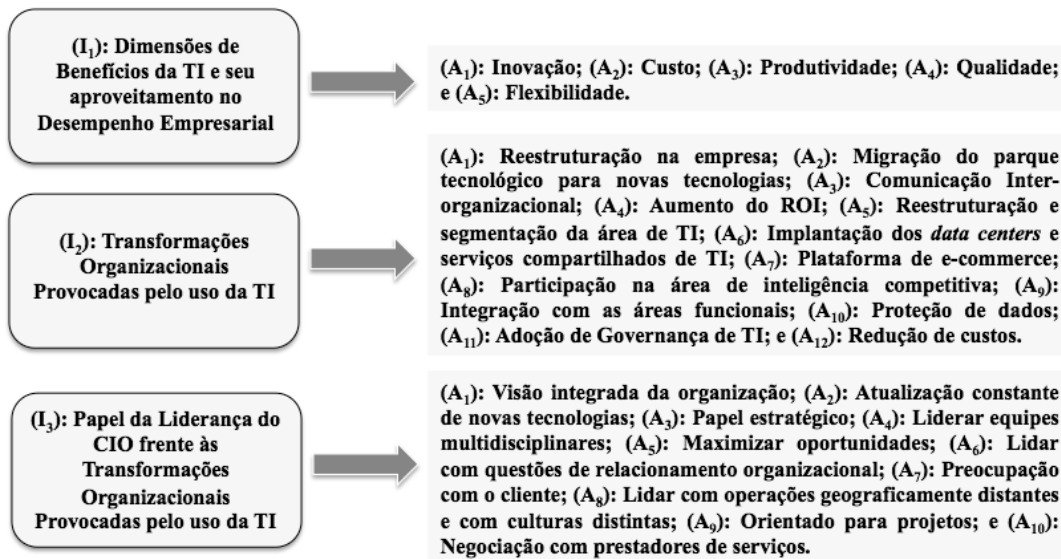 (I₁): Dimensões de
Benefícios da TI e seu
aproveitamento no
Desempenho Empresarial
(A₁): Inovação; (A₂): Custo; (A₃): Produtividade; (A₄): Qualidade;
e (A₅): Flexibilidade.
(I₂): Transformações
Organizacionais
Provocadas pelo uso da TI
(A₁): Reestruturação na empresa; (A₂): Migração do parque
tecnológico para novas tecnologias; (A₃): Comunicação Inter-
organizacional; (A₄): Aumento do ROI; (A₅): Reestruturação e
segmentação da área de TI; (A₆): Implantação dos data centers e
serviços compartilhados de TI; (A₇): Plataforma de e-commerce;
(A₈): Participação na área de inteligência competitiva; (A₉):
Integração com as áreas funcionais; (A₁₀): Proteção de dados;
(A₁₁): Adoção de Governança de TI; e (A₁₂): Redução de custos.
(I₃): Papel da Liderança do
CIO frente às
Transformações
Organizacionais
Provocadas pelo uso da TI
(A₁): Visão integrada da organização; (A₂): Atualização constante
de novas tecnologias; (A₃): Papel estratégico; (A₄): Liderar equipes
multidisciplinares; (A₅): Maximizar oportunidades; (A₆): Lidar
com questões de relacionamento organizacional; (A₇): Preocupação
com o cliente; (A₈): Lidar com operações geograficamente distantes
e com culturas distintas; (A₉): Orientado para projetos; e (A₁₀):
Negociação com prestadores de serviços.